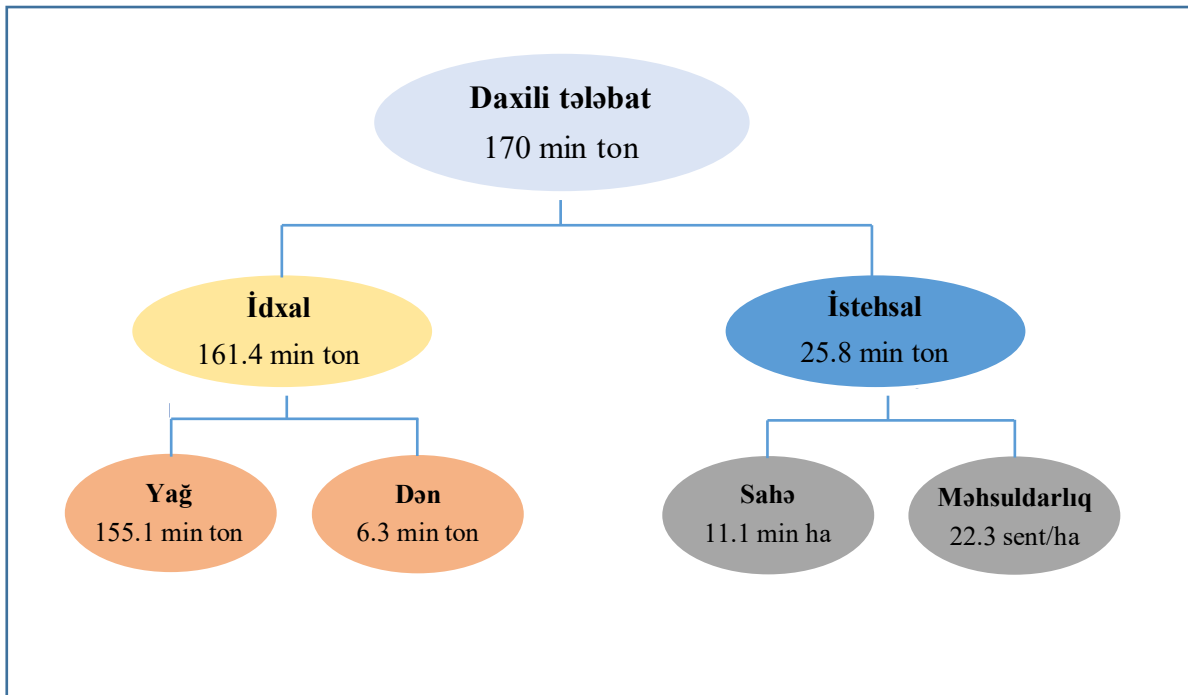 Daxili tələbat
170 min ton
İdxal
161.4 min ton
İstehsal
25.8 min ton
Yağ
155.1 min ton
Dən
6.3 min ton
Sahə
11.1 min ha
Məhsuldarlıq
22.3 sent/ha